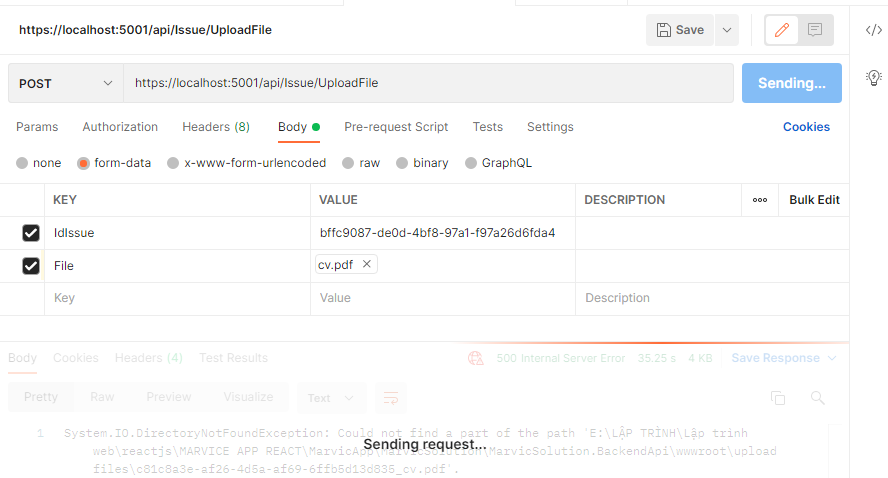 https://localhost:5001/api/Issue/UploadFile
Save
POST https://localhost:5001/api/Issue/UploadFile Sending...
Params Authorization Headers (8) Body Pre-request Script Tests Settings Cookies
none form-data x-www-form-urlencoded raw binary GraphQL
KEY VALUE DESCRIPTION Bulk Edit
IdIssue bffc9087-de0d-4bf8-97a1-f97a26d6fda4
File cv.pdf
Key Value Description
Body Cookies Headers (4) Test Results 500 Internal Server Error 35.25 s 4 KB Save Response
Pretty Raw Preview Visualize Text
1 System.IO.DirectoryNotFoundException: Could not find a part of the path 'E:\LẬP TRÌNH\Lập trình
Sending request...
web\reactjs\MARVICE APP REACT\MarvicApp\MarvicSolution\MarvicSolution.BackendApi\wwwroot\upload
files\c81c8a3e-af26-4d5a-af69-6ffb5d13d835_cv.pdf'.